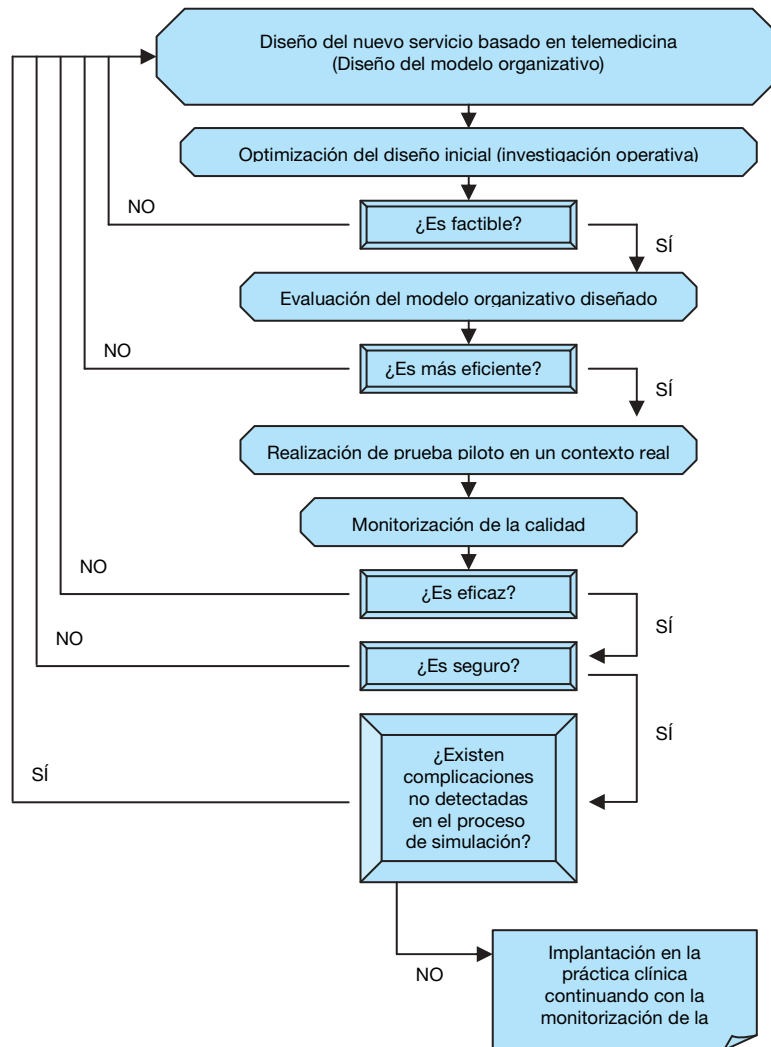 Diseño del nuevo servicio basado en telemedicina
(Diseño del modelo organizativo)
Optimización del diseño inicial (investigación operativa)
NO
¿Es factible?
SÍ
Evaluación del modelo organizativo diseñado
NO
¿Es más eficiente?
SÍ
Realización de prueba piloto en un contexto real
Monitorización de la calidad
NO
¿Es eficaz?
SÍ
NO
¿Es seguro?
SÍ
¿Existen
complicaciones
no detectadas
en el proceso
de simulación?
SÍ
NO
Implantación en la
práctica clínica
continuando con la
monitorización de la